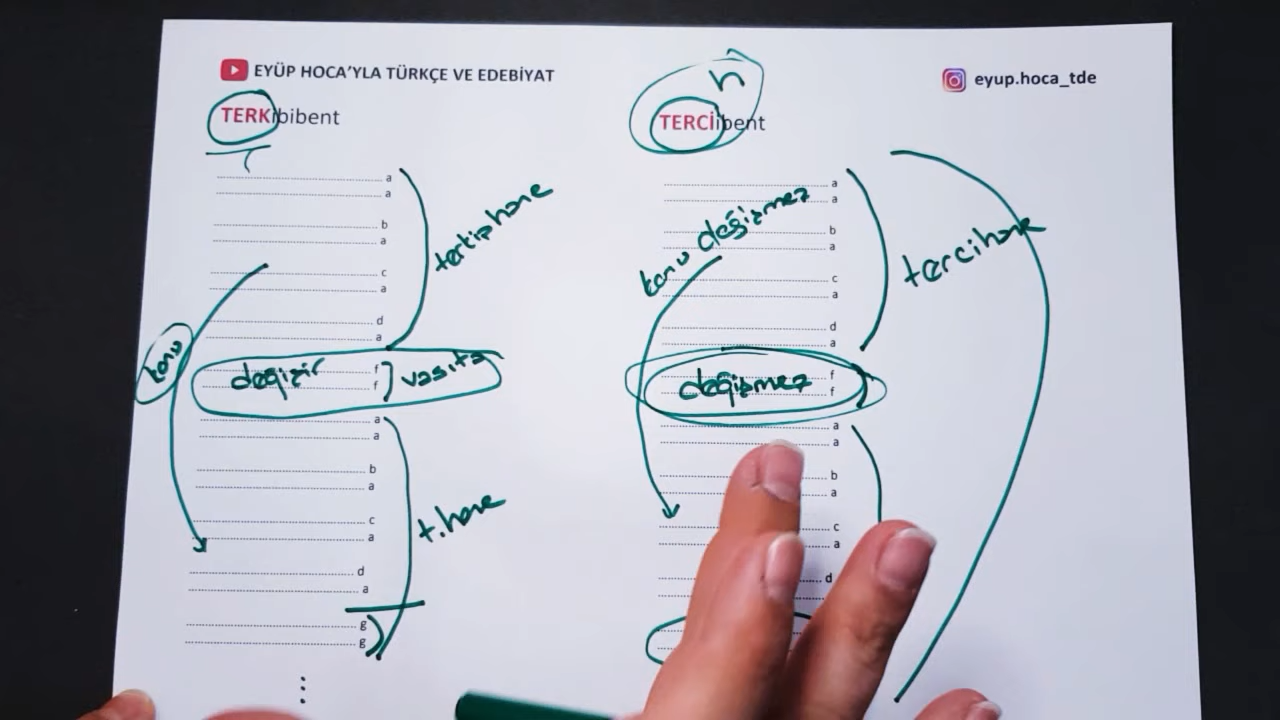 EYÜP HOCA'YLA TÜRKÇE VE EDEBİYAT
eyup.hoca_tde
TERKibibent
a
a
b
a
c
a
d
a
f
f
a
a
b
a
c
a
d
a
g
g
tertiphane
konu
değişir
vasıta
t.hane
h
TERCİibent
a
a
b
a
c
a
d
a
f
f
a
a
b
a
c
a
d
konu değişmez
tercihane
değişmez